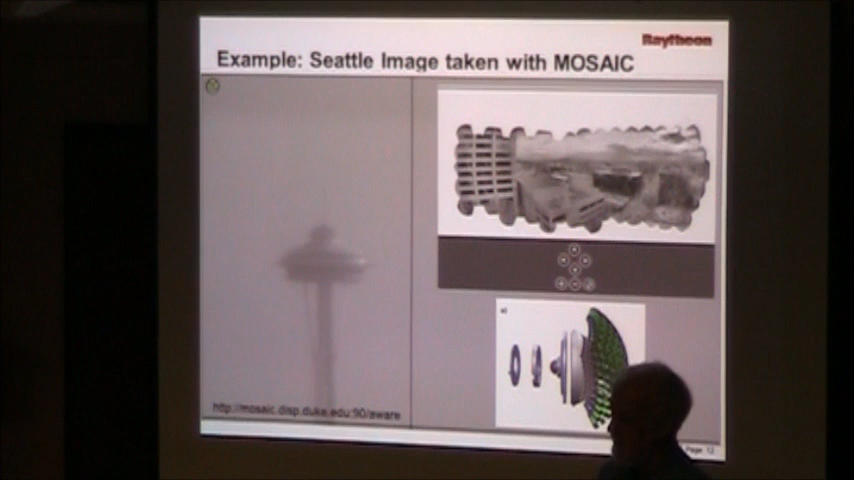 Raytheon
Example: Seattle Image taken with MOSAIC
a)
http://mosaic.disp.duke.edu:90/aware
Page 12